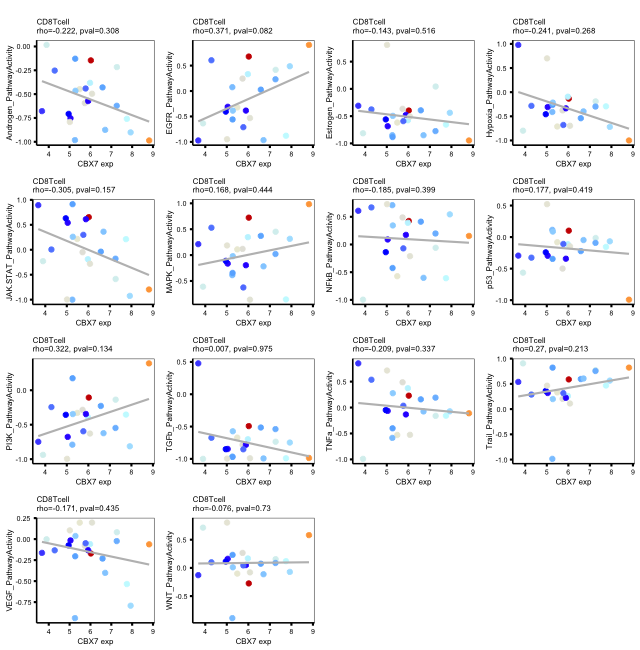 CD8Tcell
rho=-0.222, pval=0.308
Androgen_PathwayActivity
0.00
-0.25
-0.50
-0.75
-1.00
4 5 6 7 8 9
CBX7 exp
CD8Tcell
rho=0.371, pval=0.082
EGFR_PathwayActivity
1.0
0.5
0.0
-0.5
-1.0
4 5 6 7 8 9
CBX7 exp
CD8Tcell
rho=-0.143, pval=0.516
Estrogen_PathwayActivity
0.5
0.0
-0.5
-1.0
4 5 6 7 8 9
CBX7 exp
CD8Tcell
rho=-0.241, pval=0.268
Hypoxia_PathwayActivity
1.0
0.5
0.0
-0.5
-1.0
4 5 6 7 8 9
CBX7 exp
CD8Tcell
rho=-0.305, pval=0.157
JAK.STAT_PathwayActivity
1.0
0.5
0.0
-0.5
-1.0
4 5 6 7 8 9
CBX7 exp
CD8Tcell
rho=0.168, pval=0.444
MAPK_PathwayActivity
1.0
0.5
0.0
-0.5
4 5 6 7 8 9
CBX7 exp
CD8Tcell
rho=-0.185, pval=0.399
NFkB_PathwayActivity
0.5
0.0
-0.5
-1.0
4 5 6 7 8 9
CBX7 exp
CD8Tcell
rho=0.177, pval=0.419
p53_PathwayActivity
0.5
0.0
-0.5
-1.0
4 5 6 7 8 9
CBX7 exp
CD8Tcell
rho=0.322, pval=0.134
PI3K_PathwayActivity
0.0
-0.5
-1.0
4 5 6 7 8 9
CBX7 exp
CD8Tcell
rho=0.007, pval=0.975
TGFb_PathwayActivity
0.5
0.0
-0.5
-1.0
4 5 6 7 8 9
CBX7 exp
CD8Tcell
rho=-0.209, pval=0.337
TNFa_PathwayActivity
0.5
0.0
-0.5
-1.0
4 5 6 7 8 9
CBX7 exp
CD8Tcell
rho=0.27, pval=0.213
Trail_PathwayActivity
1.0
0.5
0.0
-0.5
-1.0
4 5 6 7 8 9
CBX7 exp
CD8Tcell
rho=-0.171, pval=0.435
VEGF_PathwayActivity
0.25
0.00
-0.25
-0.75
4 5 6 7 8 9
CBX7 exp
CD8Tcell
rho=-0.076, pval=0.73
WNT_PathwayActivity
0.5
0.0
-0.5
4 5 6 7 8 9
CBX7 exp